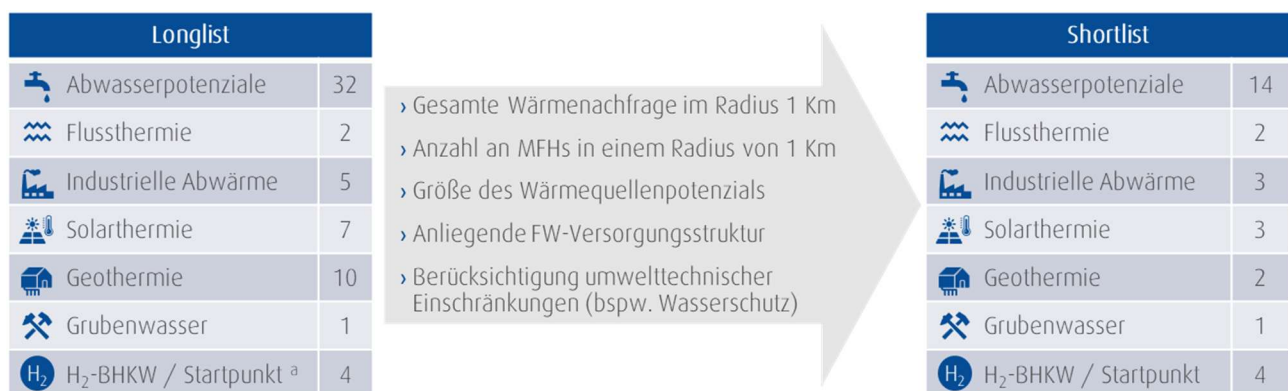 Longlist
Abwasserpotenziale 32
Flussthermie 2
Industrielle Abwärme 5
Solarthermie 7
Geothermie 10
Grubenwasser 1
H₂ H₂-BHKW / Startpunkt ᵃ 4
› Gesamte Wärmenachfrage im Radius 1 Km
› Anzahl an MFHs in einem Radius von 1 Km
› Größe des Wärmequellenpotenzials
› Anliegende FW-Versorgungsstruktur
› Berücksichtigung umwelttechnischer
Einschränkungen (bspw. Wasserschutz)
Shortlist
Abwasserpotenziale 14
Flussthermie 2
Industrielle Abwärme 3
Solarthermie 3
Geothermie 2
Grubenwasser 1
H₂ H₂-BHKW / Startpunkt 4